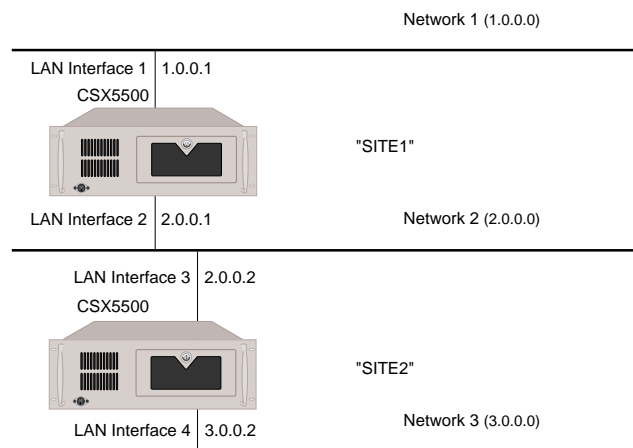 Network 1 (1.0.0.0)
LAN Interface 1 1.0.0.1
CSX5500
"SITE1"
LAN Interface 2 2.0.0.1
Network 2 (2.0.0.0)
LAN Interface 3 2.0.0.2
CSX5500
"SITE2"
LAN Interface 4 3.0.0.2
Network 3 (3.0.0.0)